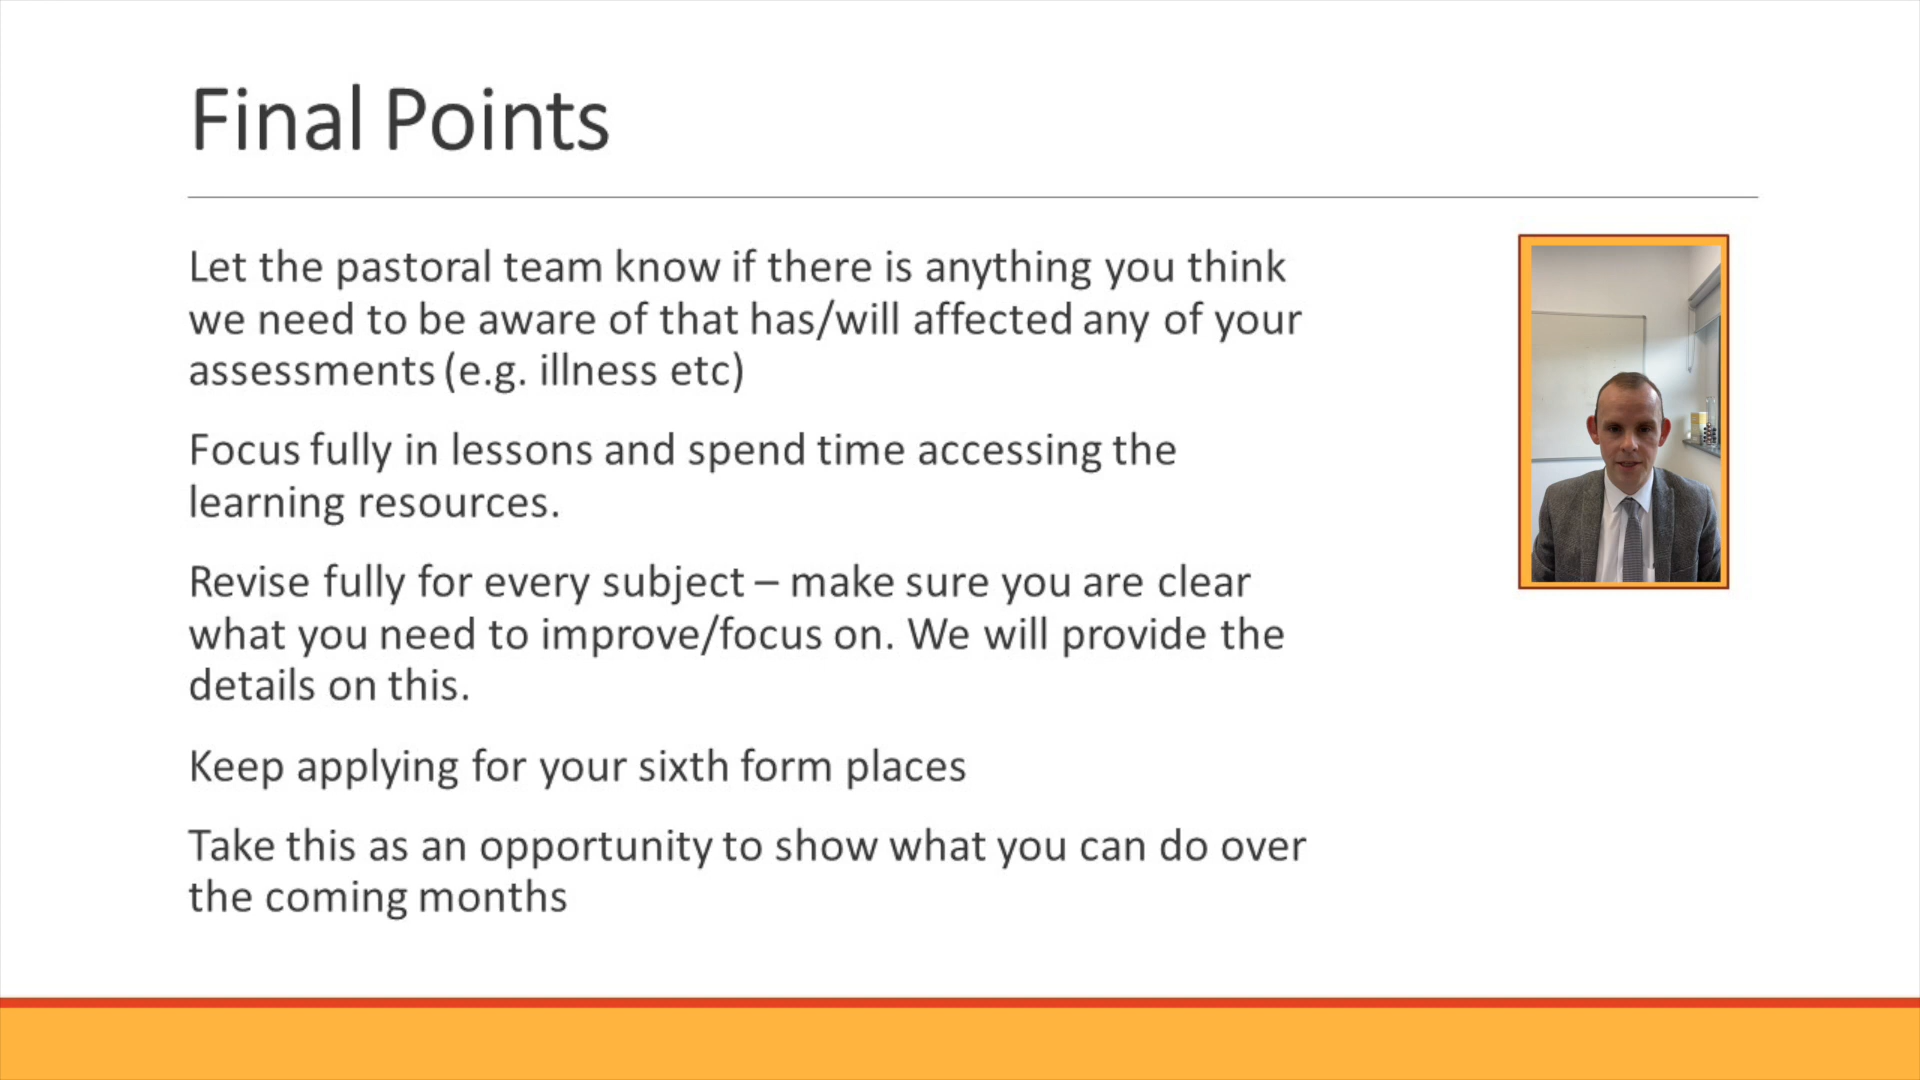 Final Points
Let the pastoral team know if there is anything you think
we need to be aware of that has/will affected any of your
assessments (e.g. illness etc)
Focus fully in lessons and spend time accessing the
learning resources.
Revise fully for every subject – make sure you are clear
what you need to improve/focus on. We will provide the
details on this.
Keep applying for your sixth form places
Take this as an opportunity to show what you can do over
the coming months